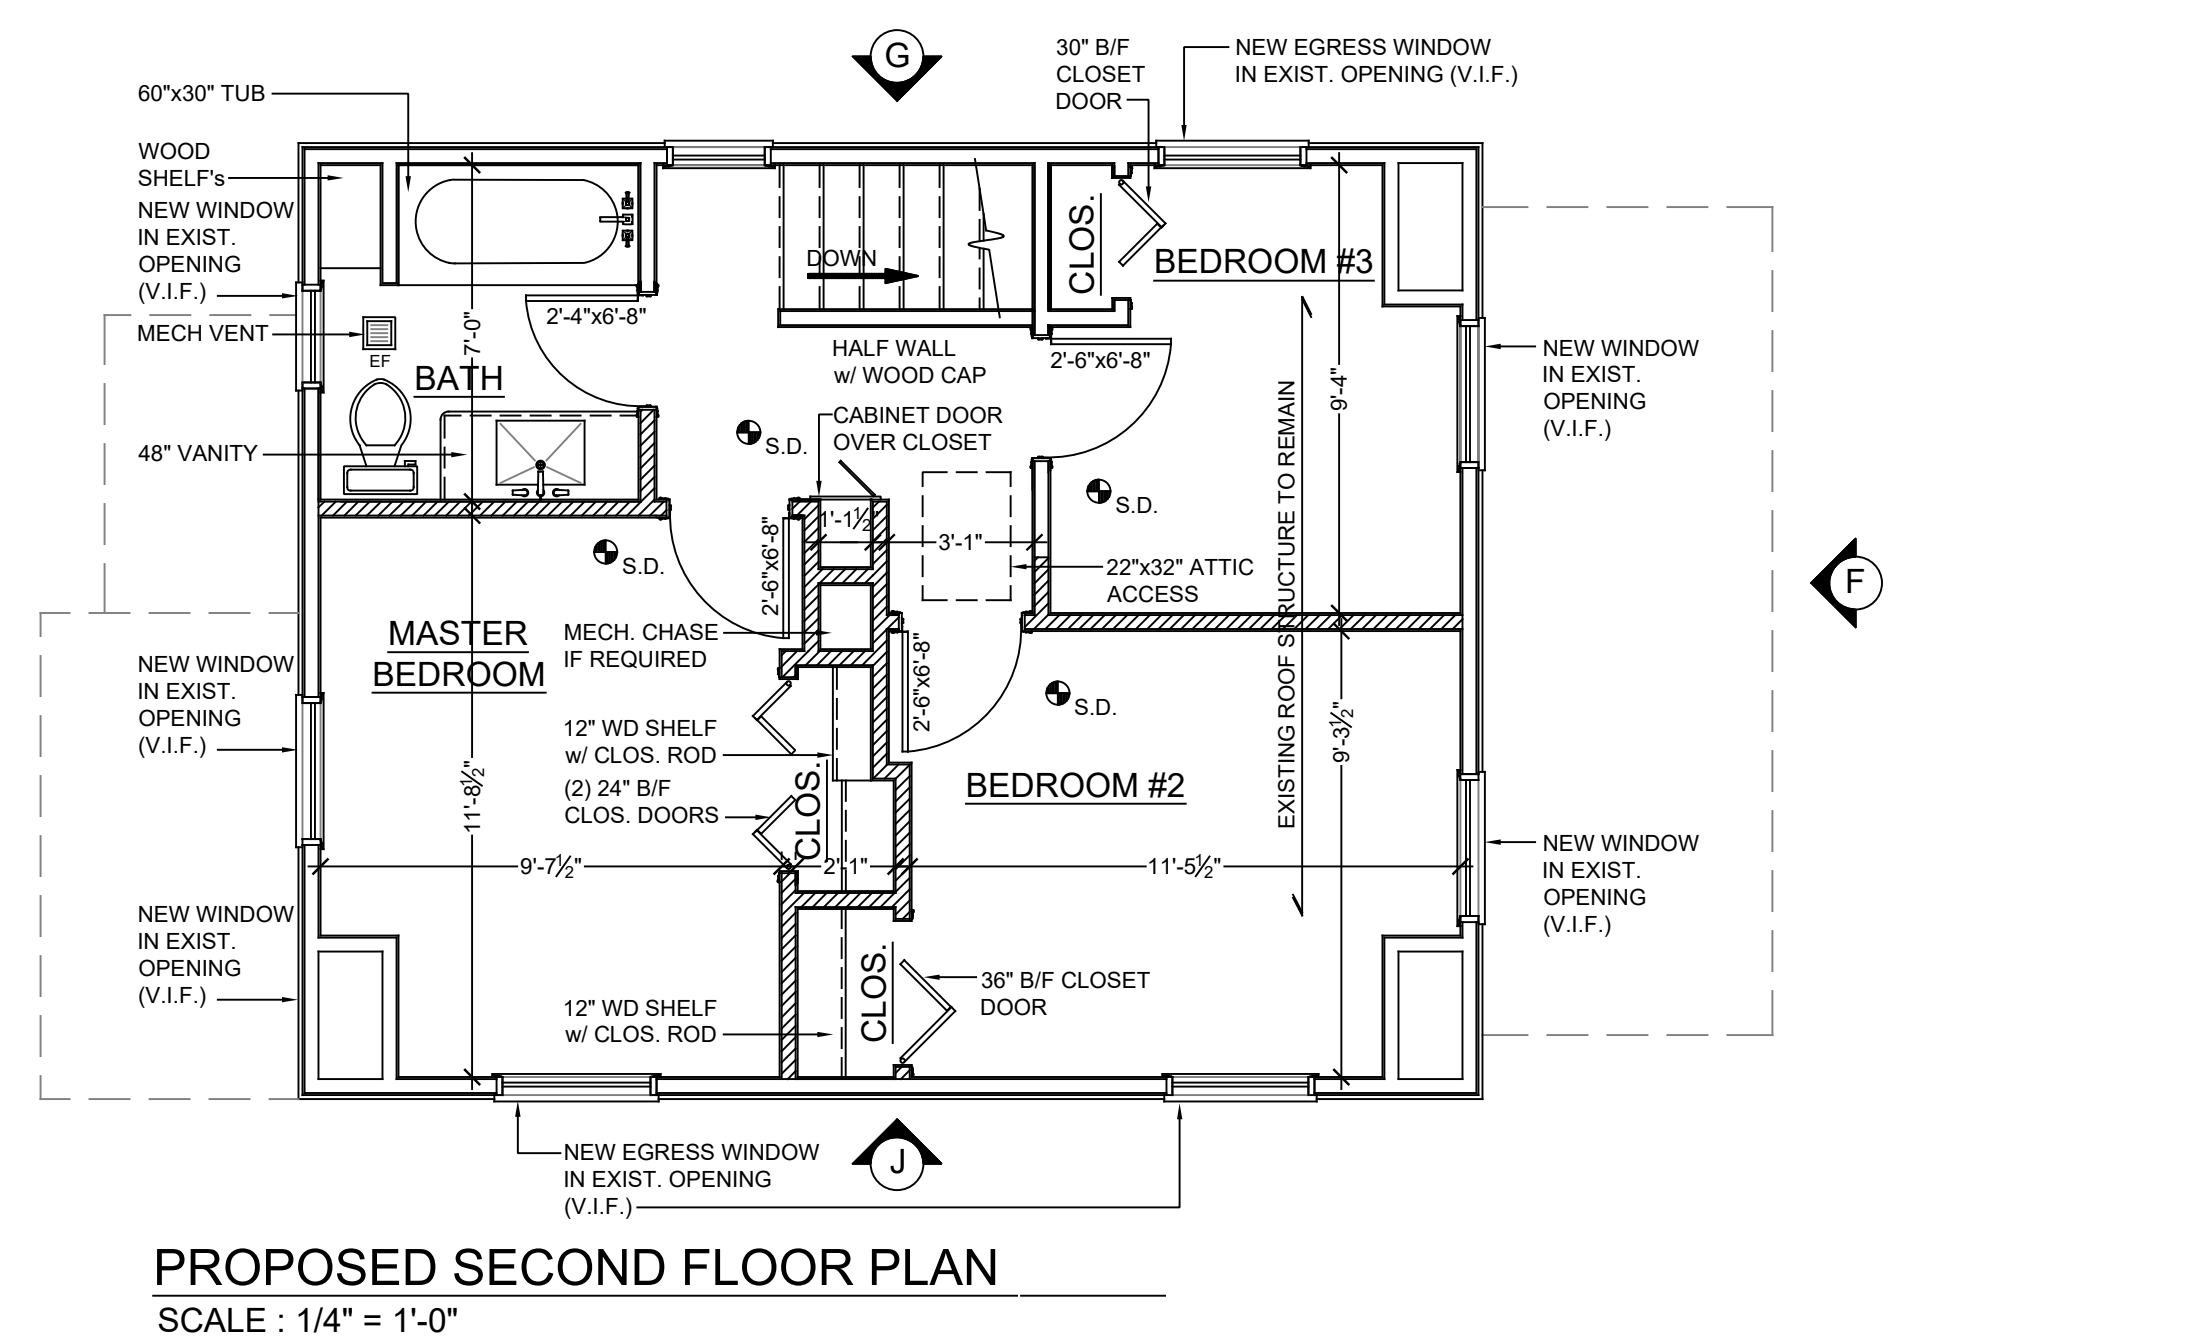 G
30" B/F
CLOSET
DOOR
NEW EGRESS WINDOW
IN EXIST. OPENING (V.I.F.)
60"x30" TUB
WOOD
SHELF's
NEW WINDOW
IN EXIST.
OPENING
(V.I.F.)
MECH VENT
EF
BATH
7'-0"
2'-4"x6'-8"
48" VANITY
DOWN
CLOS.
BEDROOM #3
HALF WALL
w/ WOOD CAP
2'-6"x6'-8"
CABINET DOOR
OVER CLOSET
S.D.
S.D.
S.D.
9'-4"
EXISTING ROOF STRUCTURE TO REMAIN
NEW WINDOW
IN EXIST.
OPENING
(V.I.F.)
1'-1½"
3'-1"
2'-6"x6'-8"
22"x32" ATTIC
ACCESS
F
MASTER
BEDROOM
MECH. CHASE
IF REQUIRED
2'-6"x6'-8"
S.D.
NEW WINDOW
IN EXIST.
OPENING
(V.I.F.)
12" WD SHELF
w/ CLOS. ROD
(2) 24" B/F
CLOS. DOORS
CLOS.
BEDROOM #2
11'-8½"
9'-3½"
9'-7½"
2'-1"
11'-5½"
NEW WINDOW
IN EXIST.
OPENING
(V.I.F.)
NEW WINDOW
IN EXIST.
OPENING
(V.I.F.)
12" WD SHELF
w/ CLOS. ROD
CLOS.
36" B/F CLOSET
DOOR
NEW EGRESS WINDOW
IN EXIST. OPENING
(V.I.F.)
J
PROPOSED SECOND FLOOR PLAN
SCALE : 1/4" = 1'-0"